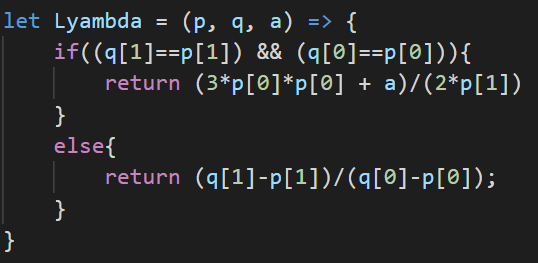 let Lyambda = (p, q, a) => {
    if((q[1]==p[1]) && (q[0]==p[0])){
        return (3*p[0]*p[0] + a)/(2*p[1])
    }
    else{
        return (q[1]-p[1])/(q[0]-p[0]);
    }
}